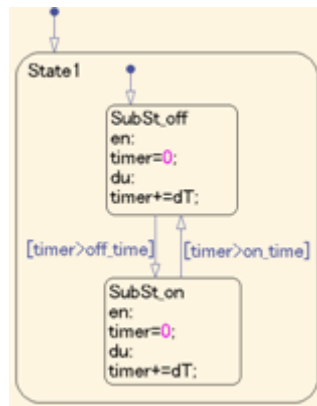 State1
SubSt_off
en:
timer=0;
du:
timer+=dT;
[timer>off_time]
[timer>on_time]
SubSt_on
en:
timer=0;
du:
timer+=dT;